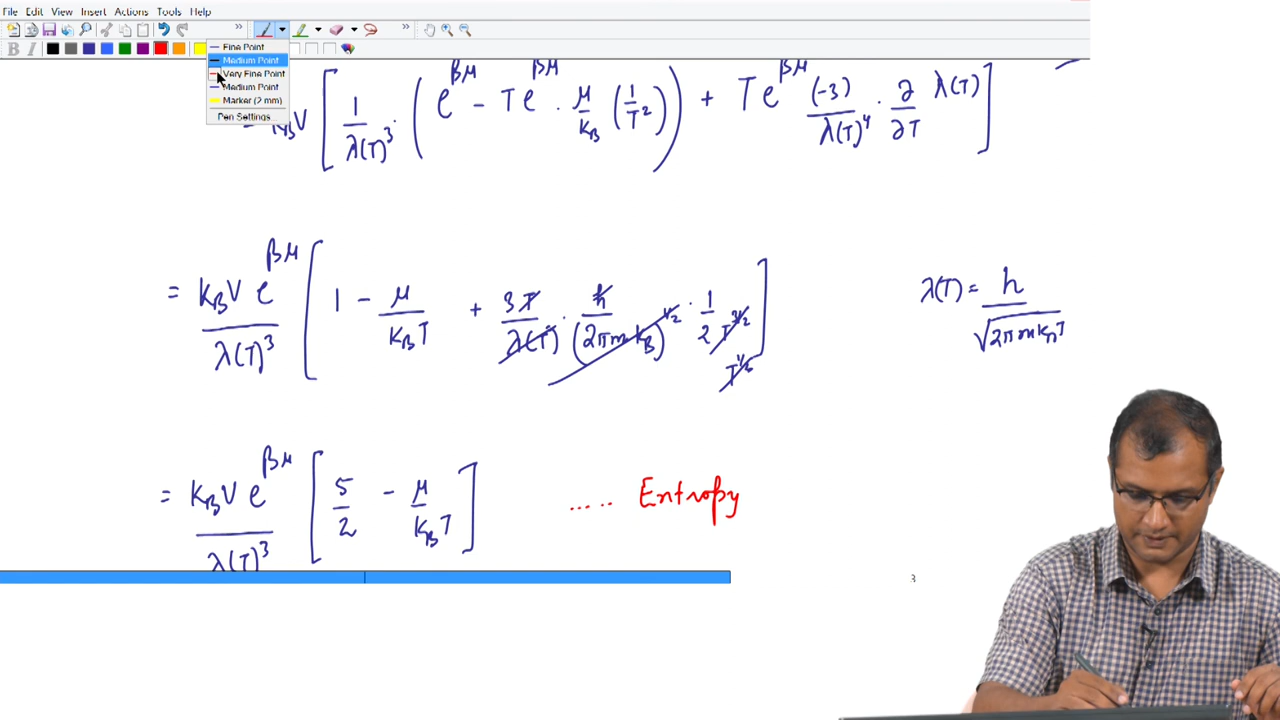 File Edit View Insert Actions Tools Help
» »
B I
Fine Point
Medium Point
Very Fine Point
Medium Point
Marker (2 mm)
Pen Settings...
= K_B V [ 1/λ(T)^3 · ( e^{βμ} − T e^{βμ} · μ/K_B (1/T^2) ) + T e^{βμ} (-3)/λ(T)^4 · ∂/∂T λ(T) ]
= K_B V e^{βμ}/λ(T)^3 [ 1 − μ/K_B T + 3T/λ(T) · h/(2πm K_B)^{1/2} · 1/2 T^{3/2} T^{1/2} ]
λ(T) = h/√2πmK_BT
= K_B V e^{βμ}/λ(T)^3 [ 5/2 − μ/K_B T ] ..... Entropy
3